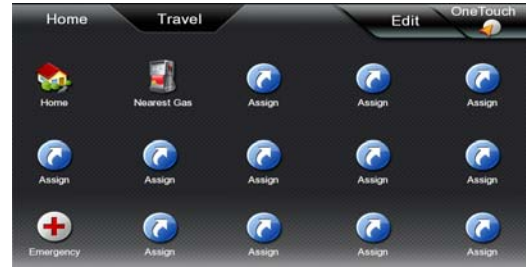 Home Travel Edit OneTouch
Home Nearest Gas Assign Assign Assign
Assign Assign Assign Assign Assign
Emergency Assign Assign Assign Assign